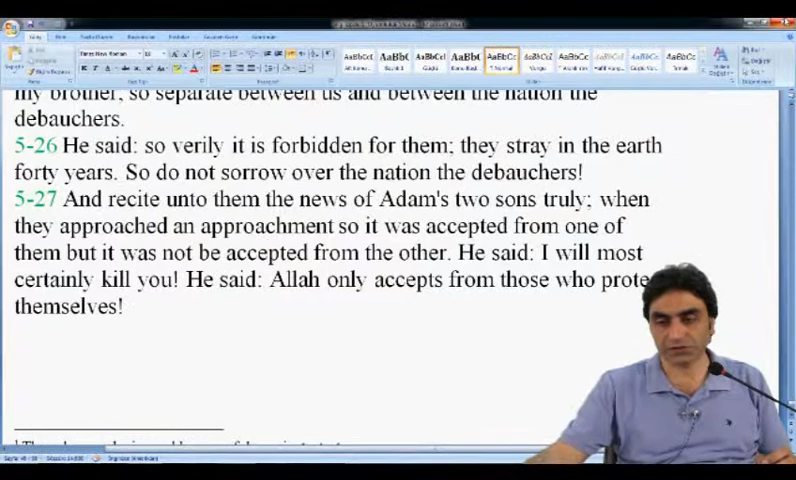 my brother, so separate between us and between the nation the
debauchers.
5-26 He said: so verily it is forbidden for them; they stray in the earth
forty years. So do not sorrow over the nation the debauchers!
5-27 And recite unto them the news of Adam's two sons truly; when
they approached an approachment so it was accepted from one of
them but it was not be accepted from the other. He said: I will most
certainly kill you! He said: Allah only accepts from those who prote
themselves!